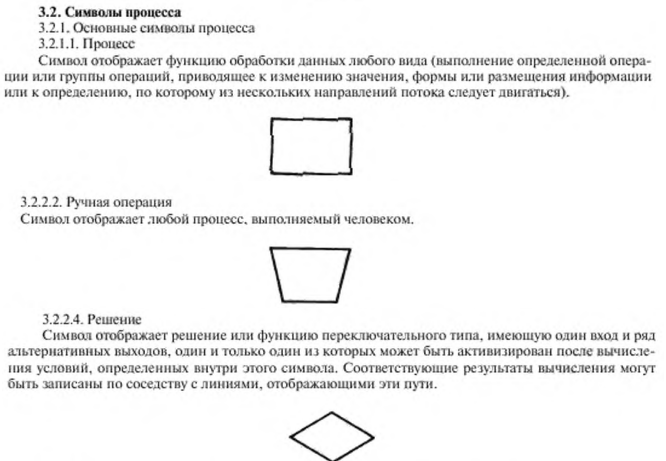 3.2. Символы процесса
3.2.1. Основные символы процесса
3.2.1.1. Процесс
Символ отображает функцию обработки данных любого вида (выполнение определенной опера-
ции или группы операций, приводящее к изменению значения, формы или размещения информации
или к определению, по которому из нескольких направлений потока следует двигаться).
3.2.2.2. Ручная операция
Символ отображает любой процесс, выполняемый человеком.
3.2.2.4. Решение
Символ отображает решение или функцию переключательного типа, имеющую один вход и ряд
альтернативных выходов, один и только один из которых может быть активизирован после вычисле-
ния условий, определенных внутри этого символа. Соответствующие результаты вычисления могут
быть записаны по соседству с линиями, отображающими эти пути.